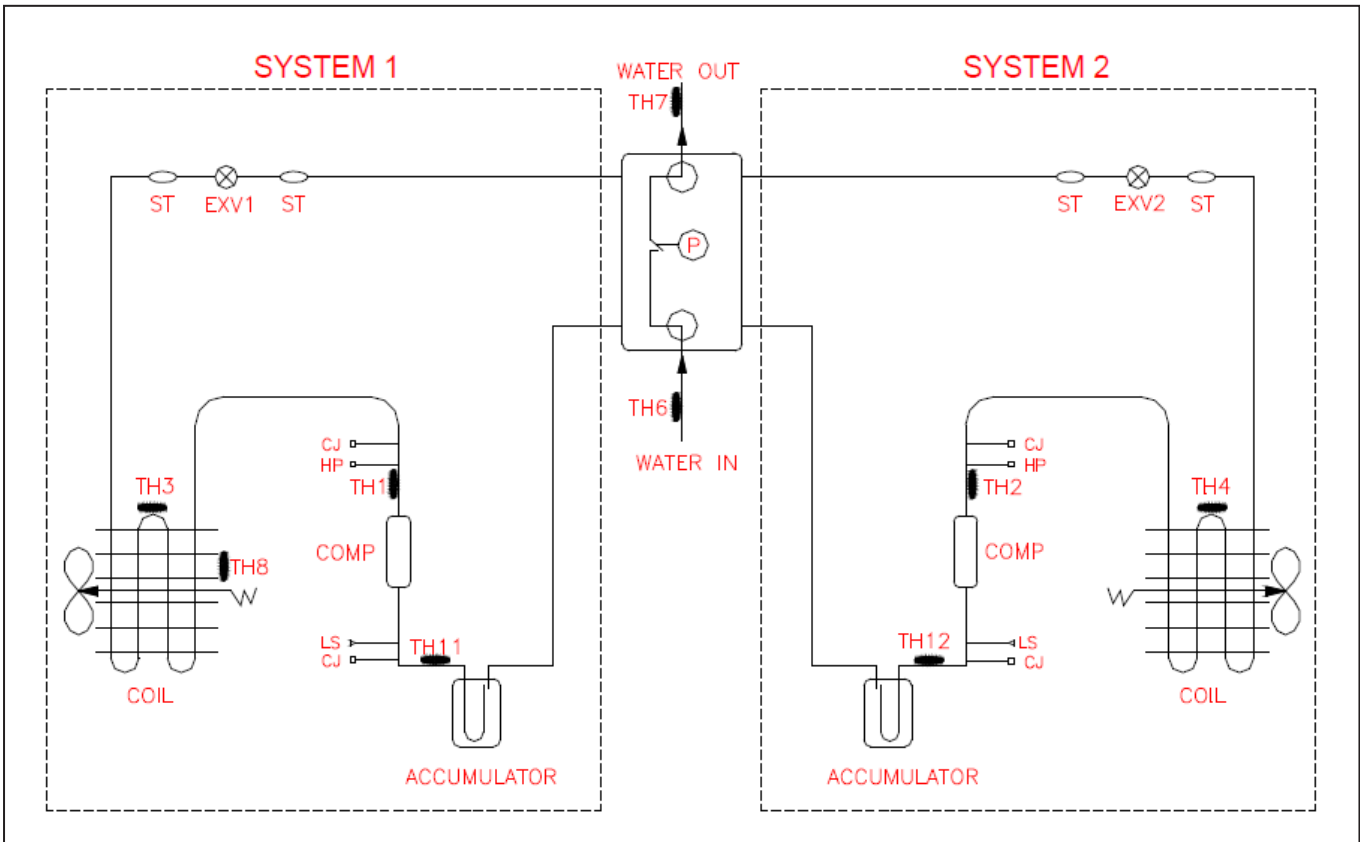 SYSTEM 1
WATER OUT
SYSTEM 2
TH7
ST
EXV1
ST
ST
EXV2
ST
P
TH6
WATER IN
CJ
HP
TH1
CJ
HP
TH2
TH3
TH4
TH8
COMP
COMP
LS
CJ
TH11
TH12
LS
CJ
COIL
COIL
ACCUMULATOR
ACCUMULATOR